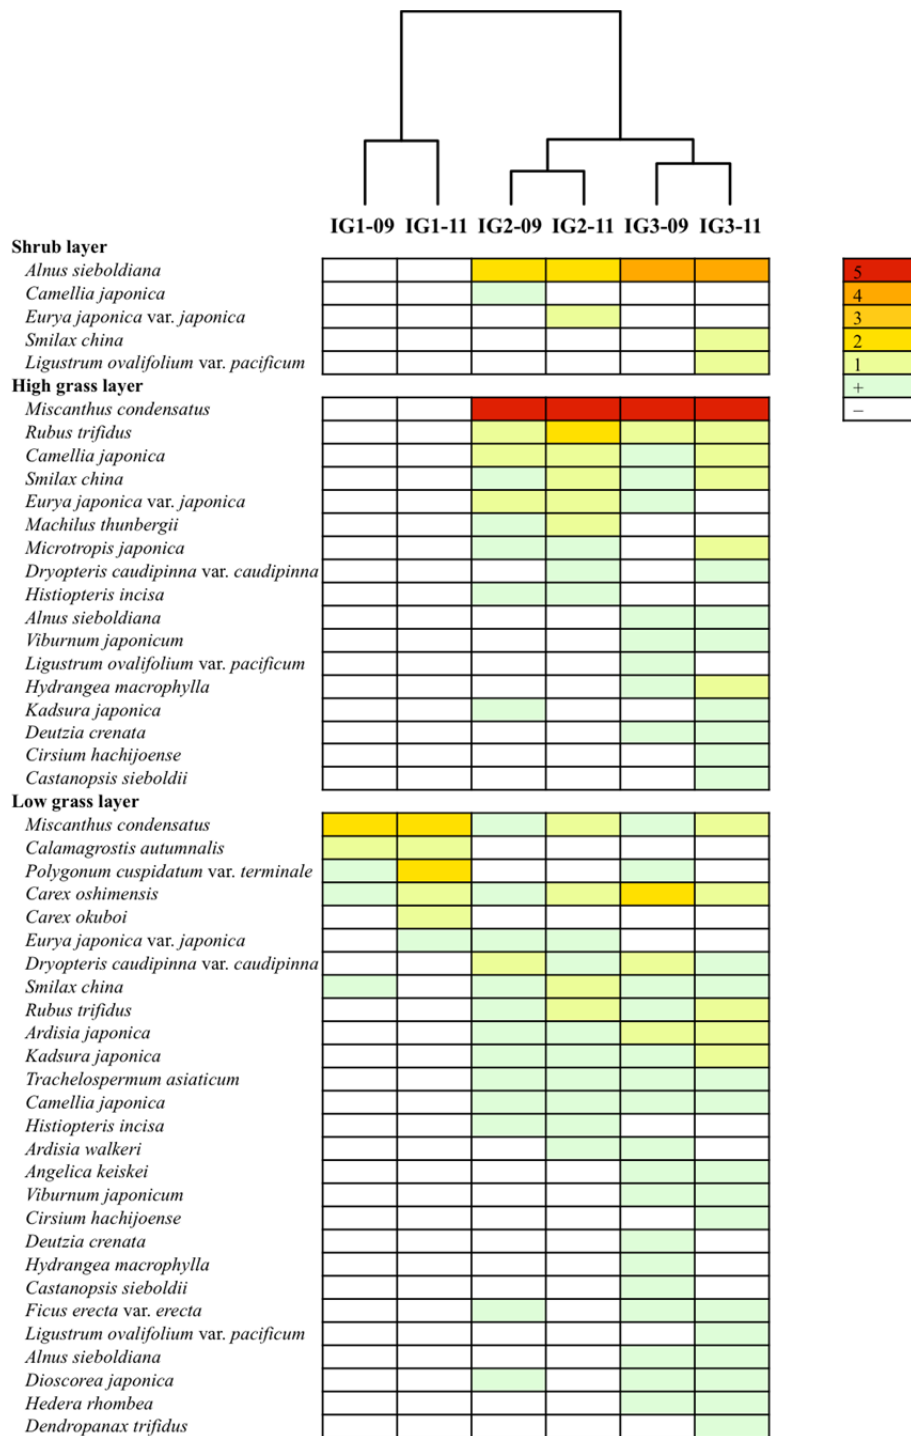 IG1-09 IG1-11 IG2-09 IG2-11 IG3-09 IG3-11
Shrub layer
Alnus sieboldiana
Camellia japonica
Eurya japonica var. japonica
Smilax china
Ligustrum ovalifolium var. pacificum
5
4
3
2
1
+
–
High grass layer
Miscanthus condensatus
Rubus trifidus
Camellia japonica
Smilax china
Eurya japonica var. japonica
Machilus thunbergii
Microtropis japonica
Dryopteris caudipinna var. caudipinna
Histiopteris incisa
Alnus sieboldiana
Viburnum japonicum
Ligustrum ovalifolium var. pacificum
Hydrangea macrophylla
Kadsura japonica
Deutzia crenata
Cirsium hachijoense
Castanopsis sieboldii
Low grass layer
Miscanthus condensatus
Calamagrostis autumnalis
Polygonum cuspidatum var. terminale
Carex oshimensis
Carex okuboi
Eurya japonica var. japonica
Dryopteris caudipinna var. caudipinna
Smilax china
Rubus trifidus
Ardisia japonica
Kadsura japonica
Trachelospermum asiaticum
Camellia japonica
Histiopteris incisa
Ardisia walkeri
Angelica keiskei
Viburnum japonicum
Cirsium hachijoense
Deutzia crenata
Hydrangea macrophylla
Castanopsis sieboldii
Ficus erecta var. erecta
Ligustrum ovalifolium var. pacificum
Alnus sieboldiana
Dioscorea japonica
Hedera rhombea
Dendropanax trifidus